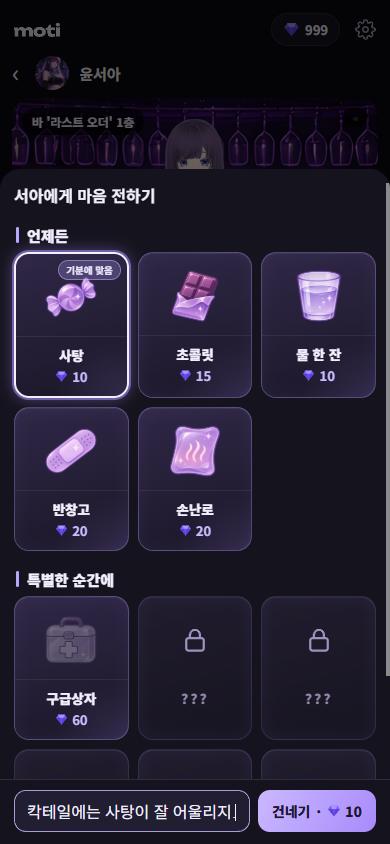 moti
999
윤서아
바 '라스트 오더' 1층
서아에게 마음 전하기
언제든
기분에 맞음
사탕
10
초콜릿
15
물 한 잔
10
반창고
20
손난로
20
특별한 순간에
구급상자
60
???
???
칵테일에는 사탕이 잘 어울리지.
건네기 · 10